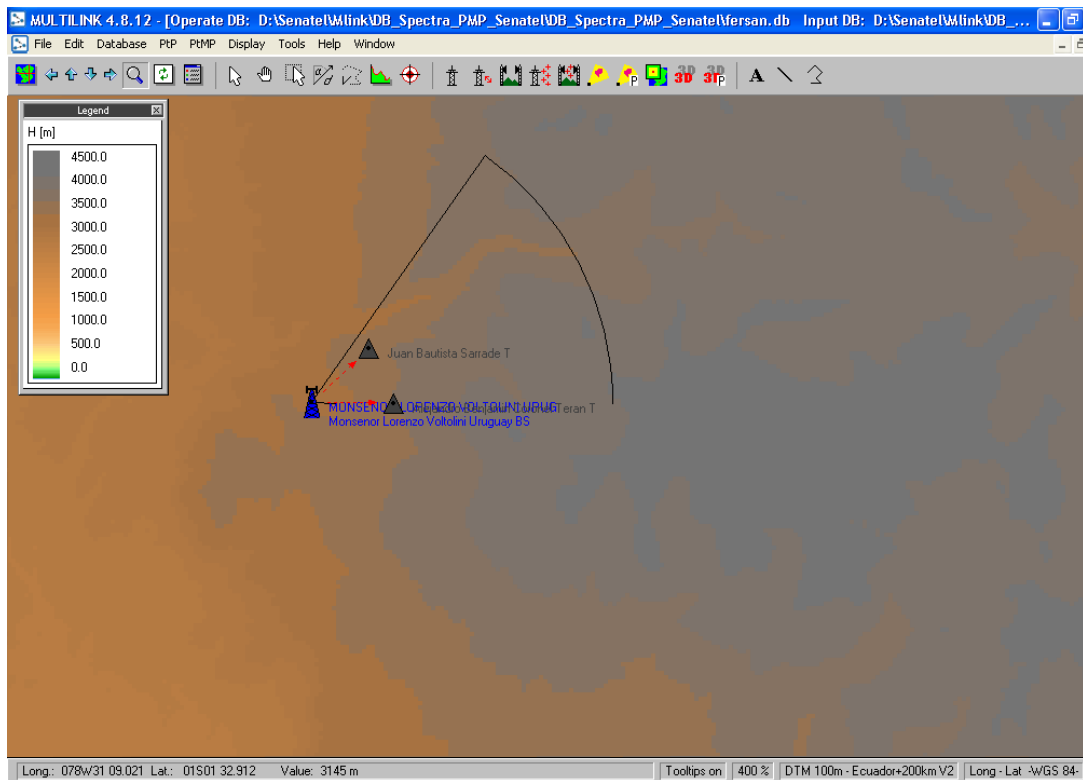 MULTILINK 4.8.12 - [Operate DB: D:\Senatel\Mlink\DB_Spectra_PMP_Senatel\DB_Spectra_PMP_Senatel\fersan.db Input DB: D:\Senatel\Mlink\DB_...
File Edit Database PtP PtMP Display Tools Help Window
A
Legend
H [m]
4500.0
4000.0
3500.0
3000.0
2500.0
2000.0
1500.0
1000.0
500.0
0.0
Juan Bautista Sarrade T
MONSENOR LORENZO VOLTOLINI URUG
Teran T
Monsenor Lorenzo Voltolini Uruguay BS
Long.: 078W31 09.021 Lat.: 01S01 32.912 Value: 3145 m
Tooltips on 400 % DTM 100m - Ecuador+200km V2 Long - Lat -WGS 84-